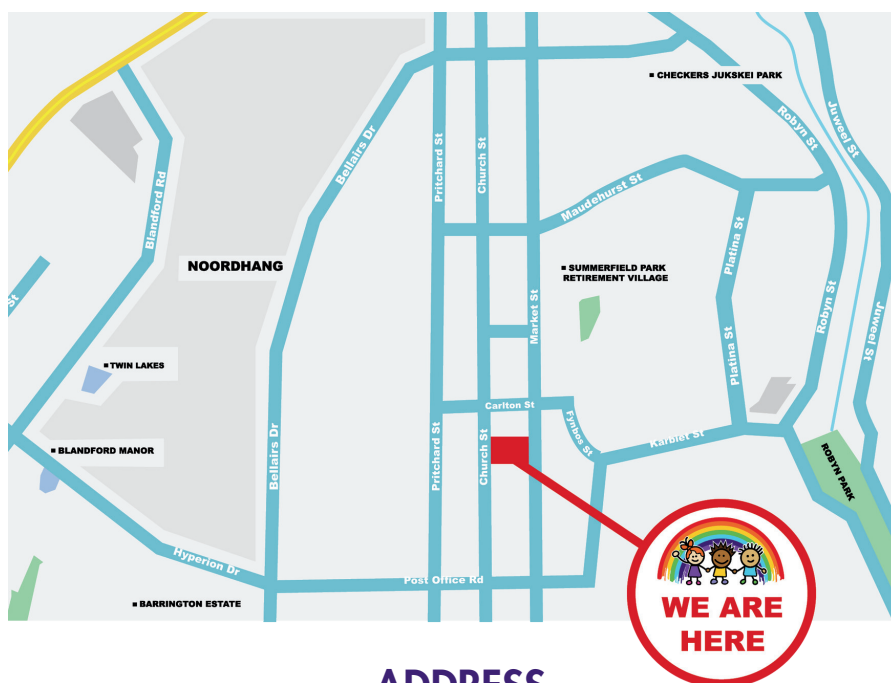 CHECKERS JUKSKEI PARK
Robyn St
Juweel St
Bellairs Dr
Pritchard St
Church St
Maudehurst St
Blandford Rd
Platina St
NOORDHANG
SUMMERFIELD PARK
RETIREMENT VILLAGE
St
Market St
Robyn St
Juweel St
Platina St
TWIN LAKES
Carlton St
Fynbos St
Karbiet St
BLANDFORD MANOR
Bellairs Dr
Pritchard St
Church St
ROBYN PARK
Hyperion Dr
Post Office Rd
BARRINGTON ESTATE
WE ARE
HERE
ADDRESS